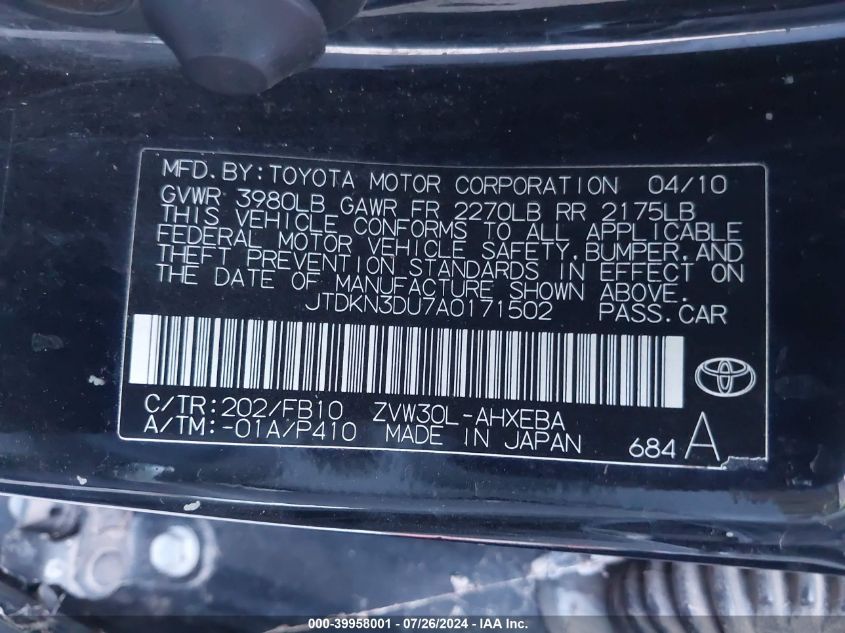 MFD.BY:TOYOTA MOTOR CORPORATION 04/10
GVWR 3980LB GAWR FR 2270LB RR 2175LB
THIS VEHICLE CONFORMS TO ALL APPLICABLE
FEDERAL MOTOR VEHICLE SAFETY,BUMPER,AND
THEFT PREVENTION STANDARDS IN EFFECT ON
THE DATE OF MANUFACTURE SHOWN ABOVE.
JTDKN3DU7A0171502 PASS.CAR
C/TR:202/FB10 ZVW30L-AHXEBA
A/TM:-01A/P410 MADE IN JAPAN
684 A
000-39958001 - 07/26/2024 - IAA Inc.